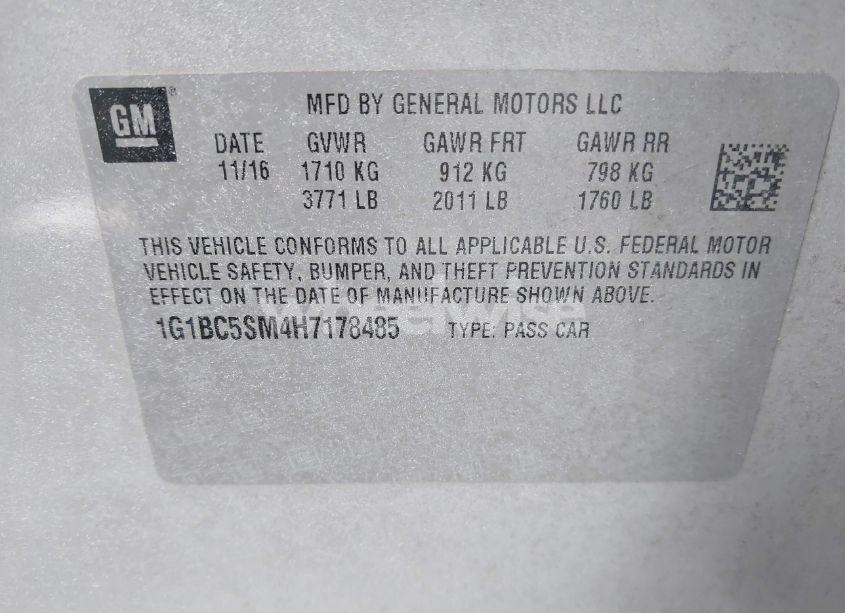 GM ®
MFD BY GENERAL MOTORS LLC
DATE GVWR GAWR FRT GAWR RR
11/16 1710 KG 912 KG 798 KG
3771 LB 2011 LB 1760 LB
THIS VEHICLE CONFORMS TO ALL APPLICABLE U.S. FEDERAL MOTOR
VEHICLE SAFETY, BUMPER, AND THEFT PREVENTION STANDARDS IN
EFFECT ON THE DATE OF MANUFACTURE SHOWN ABOVE.
1G1BC5SM4H7178485 TYPE: PASS CAR